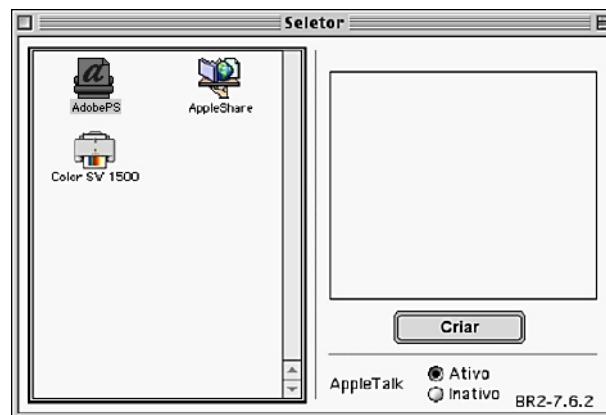 Seletor
AdobePS
AppleShare
Color SV 1500
Criar
AppleTalk
Ativo
Inativo
BR2-7.6.2